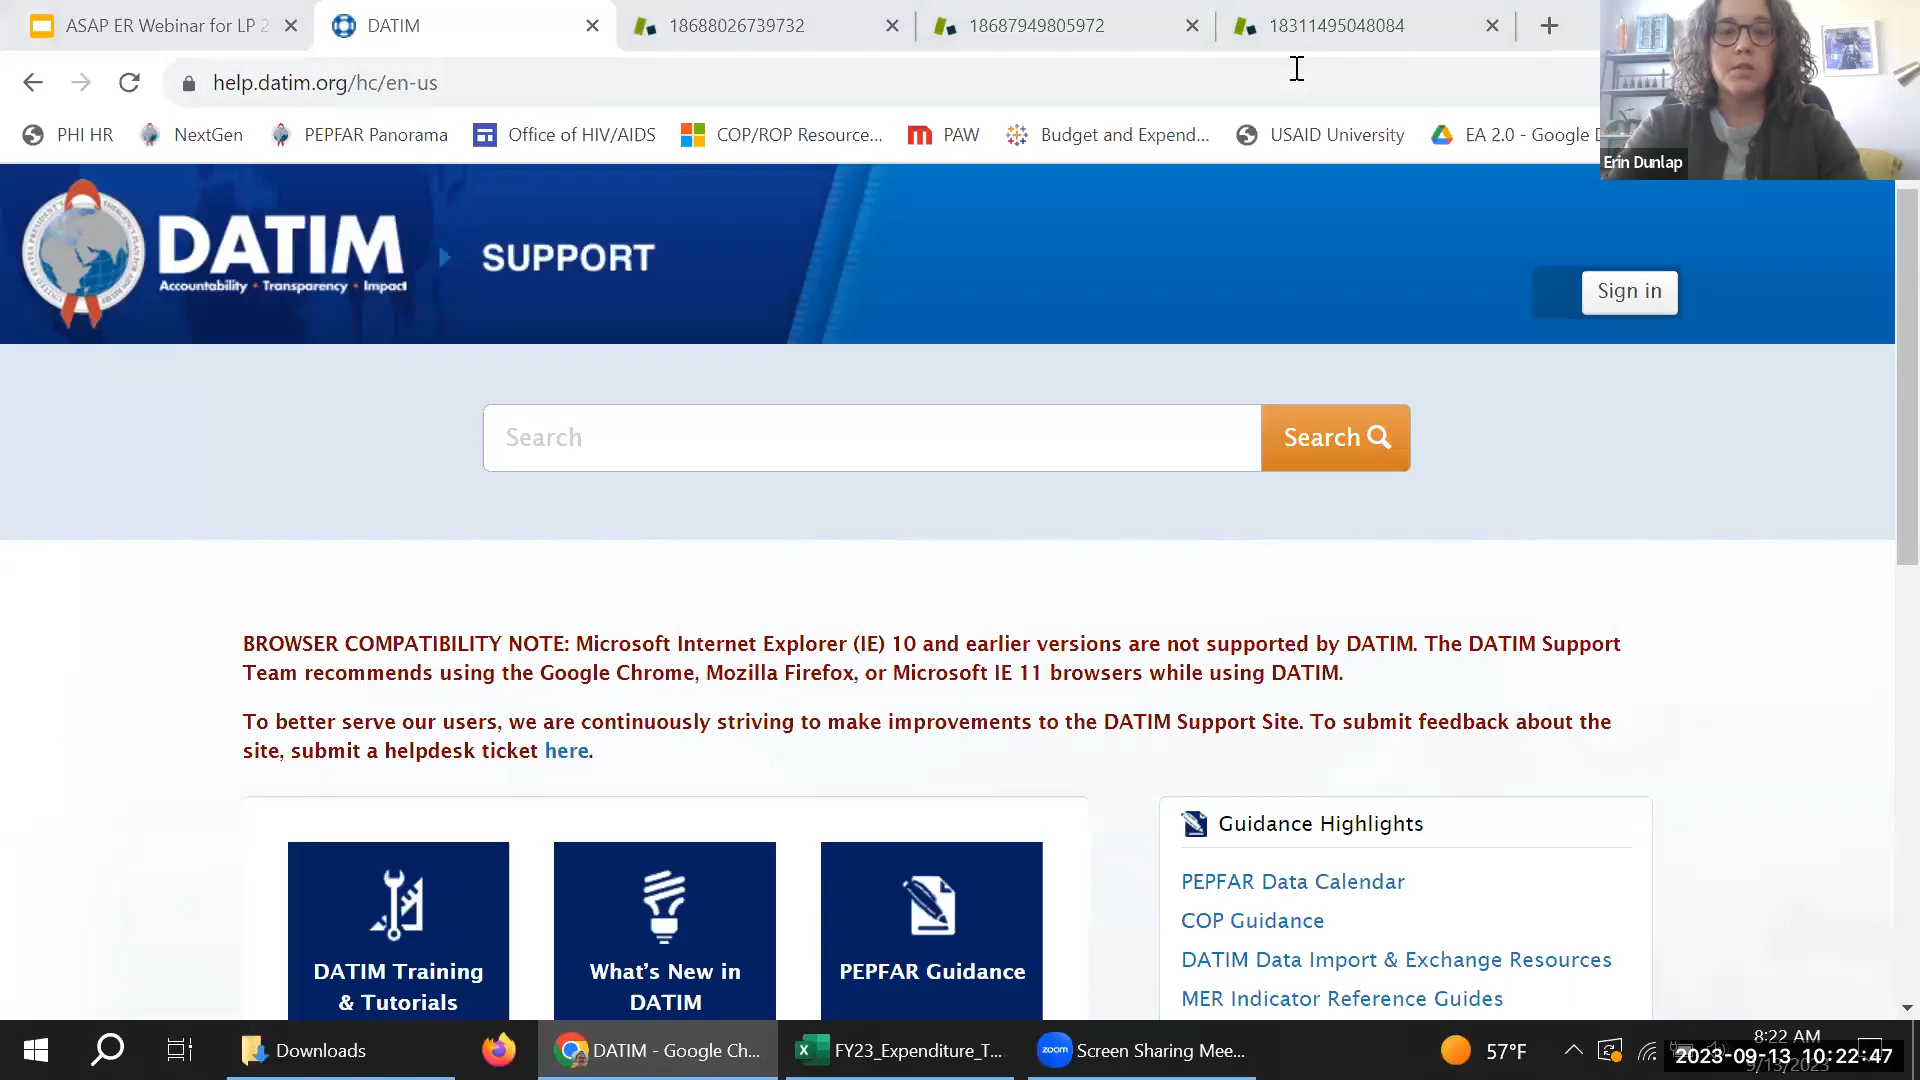 ASAP ER Webinar for LP 2
DATIM
18688026739732
18687949805972
18311495048084
help.datim.org/hc/en-us
PHI HR
NextGen
PEPFAR Panorama
Office of HIV/AIDS
COP/ROP Resource...
PAW
Budget and Expend...
USAID University
EA 2.0 - Google D
Erin Dunlap
DATIM
Accountability • Transparency • Impact
SUPPORT
Sign in
Search
Search
BROWSER COMPATIBILITY NOTE: Microsoft Internet Explorer (IE) 10 and earlier versions are not supported by DATIM. The DATIM Support
Team recommends using the Google Chrome, Mozilla Firefox, or Microsoft IE 11 browsers while using DATIM.
To better serve our users, we are continuously striving to make improvements to the DATIM Support Site. To submit feedback about the
site, submit a helpdesk ticket here.
DATIM Training
& Tutorials
What's New in
DATIM
PEPFAR Guidance
Guidance Highlights
PEPFAR Data Calendar
COP Guidance
DATIM Data Import & Exchange Resources
MER Indicator Reference Guides
Downloads
DATIM - Google Ch...
FY23_Expenditure_T...
zoom
Screen Sharing Mee...
57°F
8:22 AM
2023-09-13 10:22:47
9/13/2023